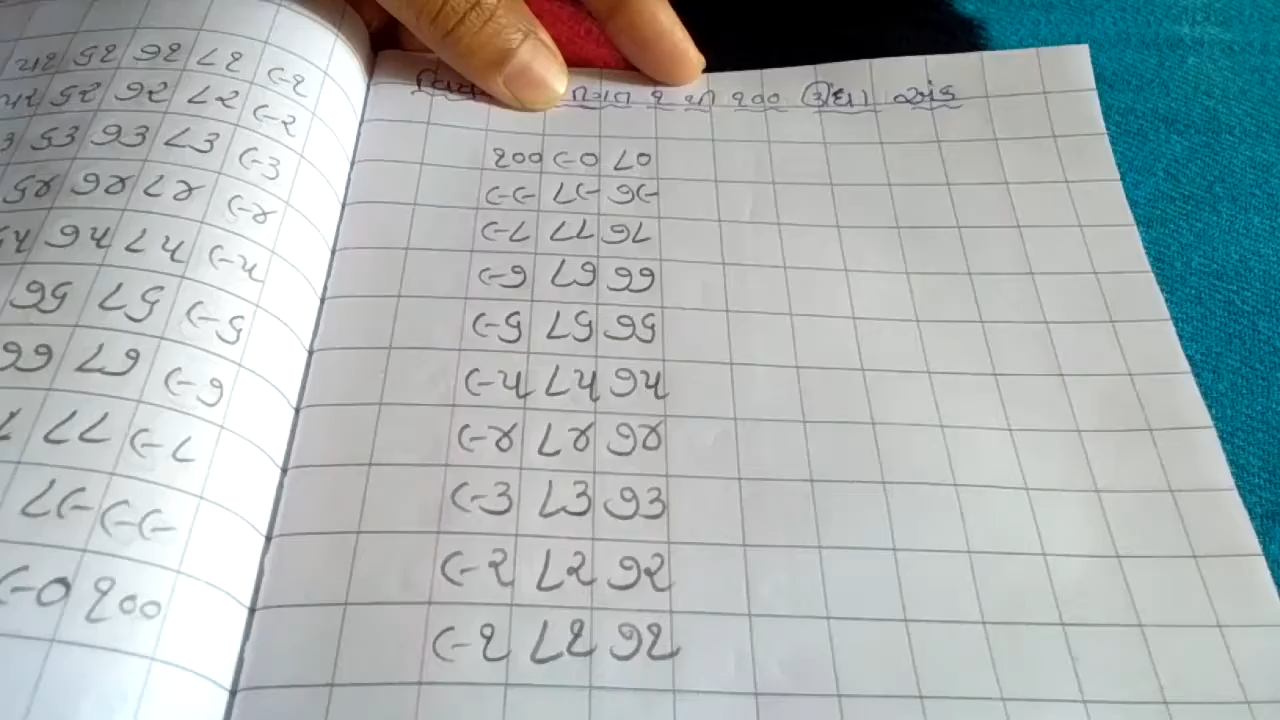 ૫૧ ૬૧ ૭૧ ૮૧ ૯૧
૫૨ ૬૨ ૭૨ ૮૨ ૯૨
૬૩ ૭૩ ૮૩ ૯૩
૬૪ ૭૪ ૮૪ ૯૪
૭૫ ૮૫ ૯૫
૭૬ ૮૬ ૯૬
૭૭ ૮૭ ૯૭
૮૮ ૯૮
૮૯ ૯૯
૯૦ ૧૦૦
૧ થી ૧૦૦ ઊંધા અંક
૧૦૦ ૯૦ ૮૦
૯૯ ૮૯ ૭૯
૯૮ ૮૮ ૭૮
૯૭ ૮૭ ૭૭
૯૬ ૮૬ ૭૬
૯૫ ૮૫ ૭૫
૯૪ ૮૪ ૭૪
૯૩ ૮૩ ૭૩
૯૨ ૮૨ ૭૨
૯૧ ૮૧ ૭૧